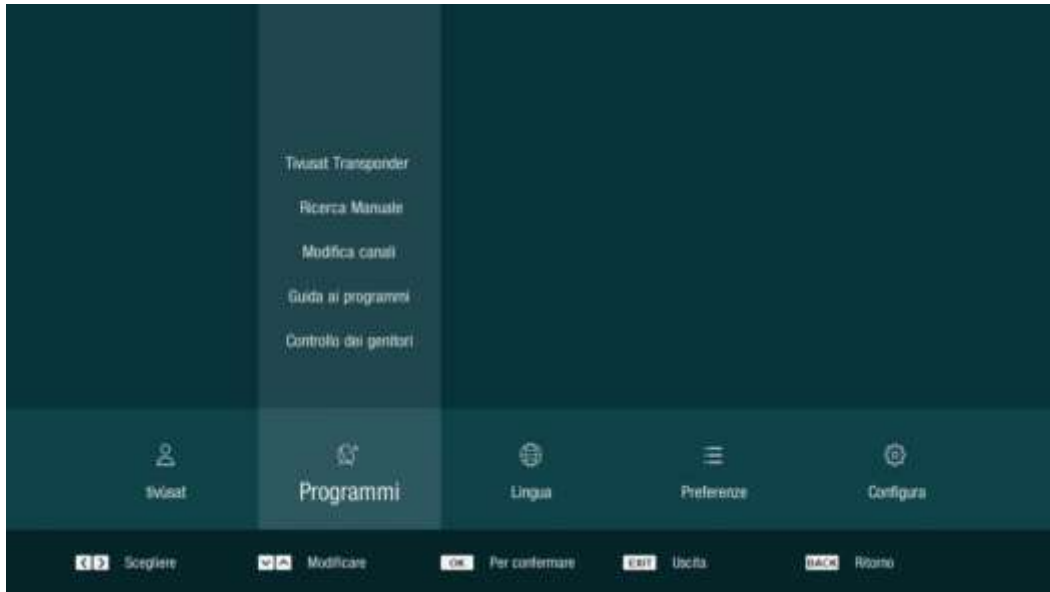 Tivusat Transponder
Ricerca Manuale
Modifica canali
Guida ai programmi
Controllo dei genitori
tivùsat
Programmi
Lingua
Preferenze
Configura
Scegliere
Modificare
OK Per confermare
EXIT Uscita
BACK Ritorno